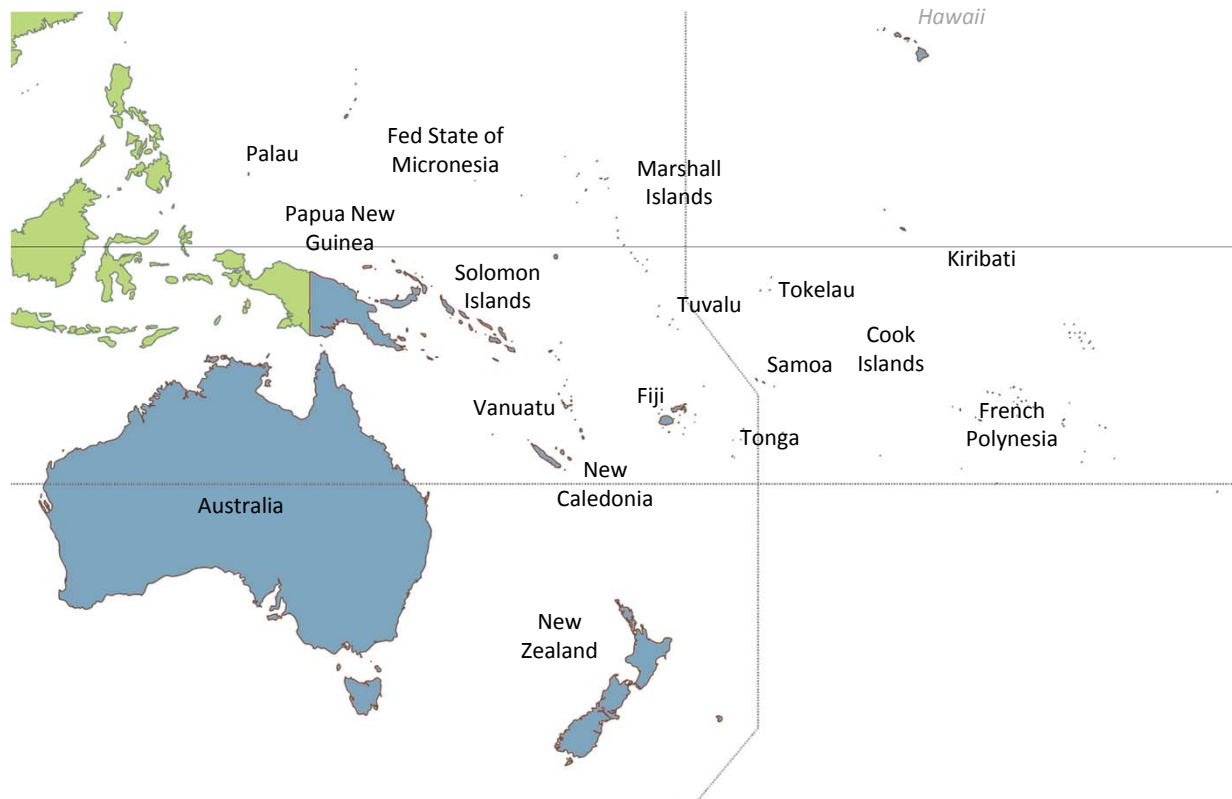 Hawaii
Fed State of
Micronesia
Palau
Marshall
Islands
Papua New
Guinea
Kiribati
Solomon
Islands
Tokelau
Tuvalu
Cook
Islands
Samoa
Fiji
Vanuatu
French
Polynesia
Tonga
New
Caledonia
Australia
New
Zealand